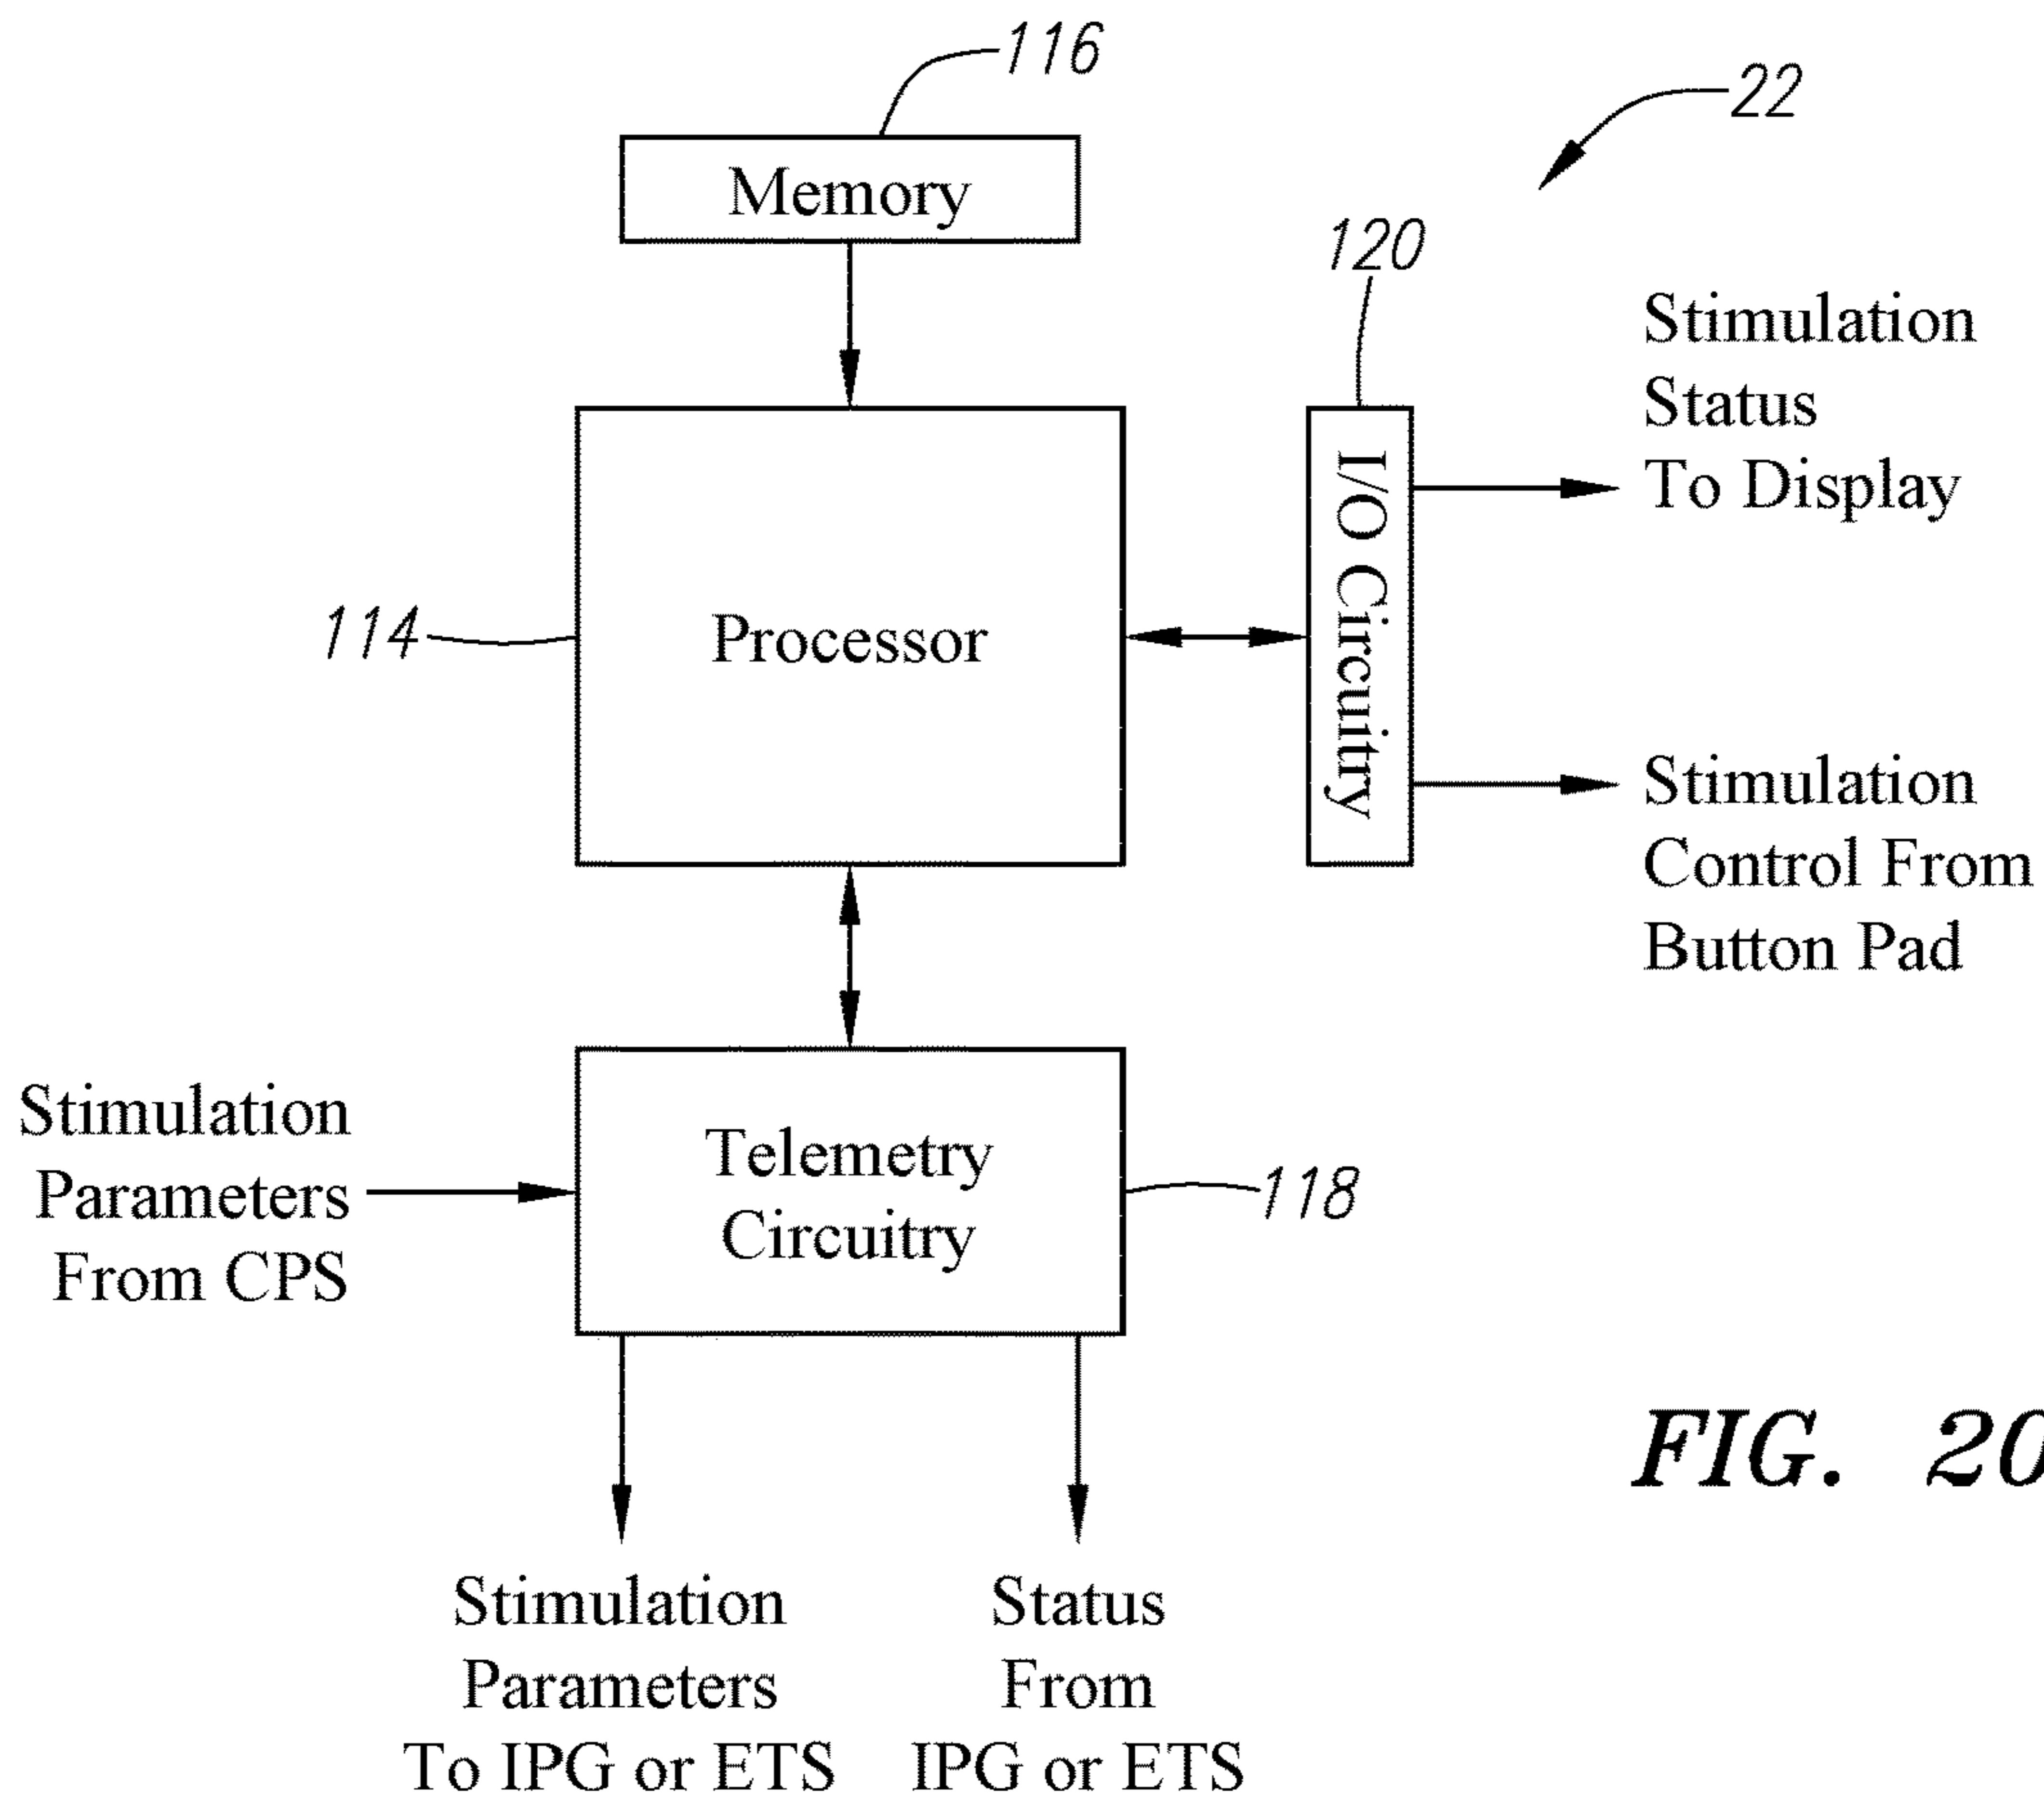 116
22
Memory
120
Stimulation
Status
To Display
I/O Circuitry
114
Processor
Stimulation
Control From
Button Pad
Stimulation
Parameters
From CPS
Telemetry
Circuitry
118
FIG. 20
Stimulation
Parameters
To IPG or ETS
Status
From
IPG or ETS